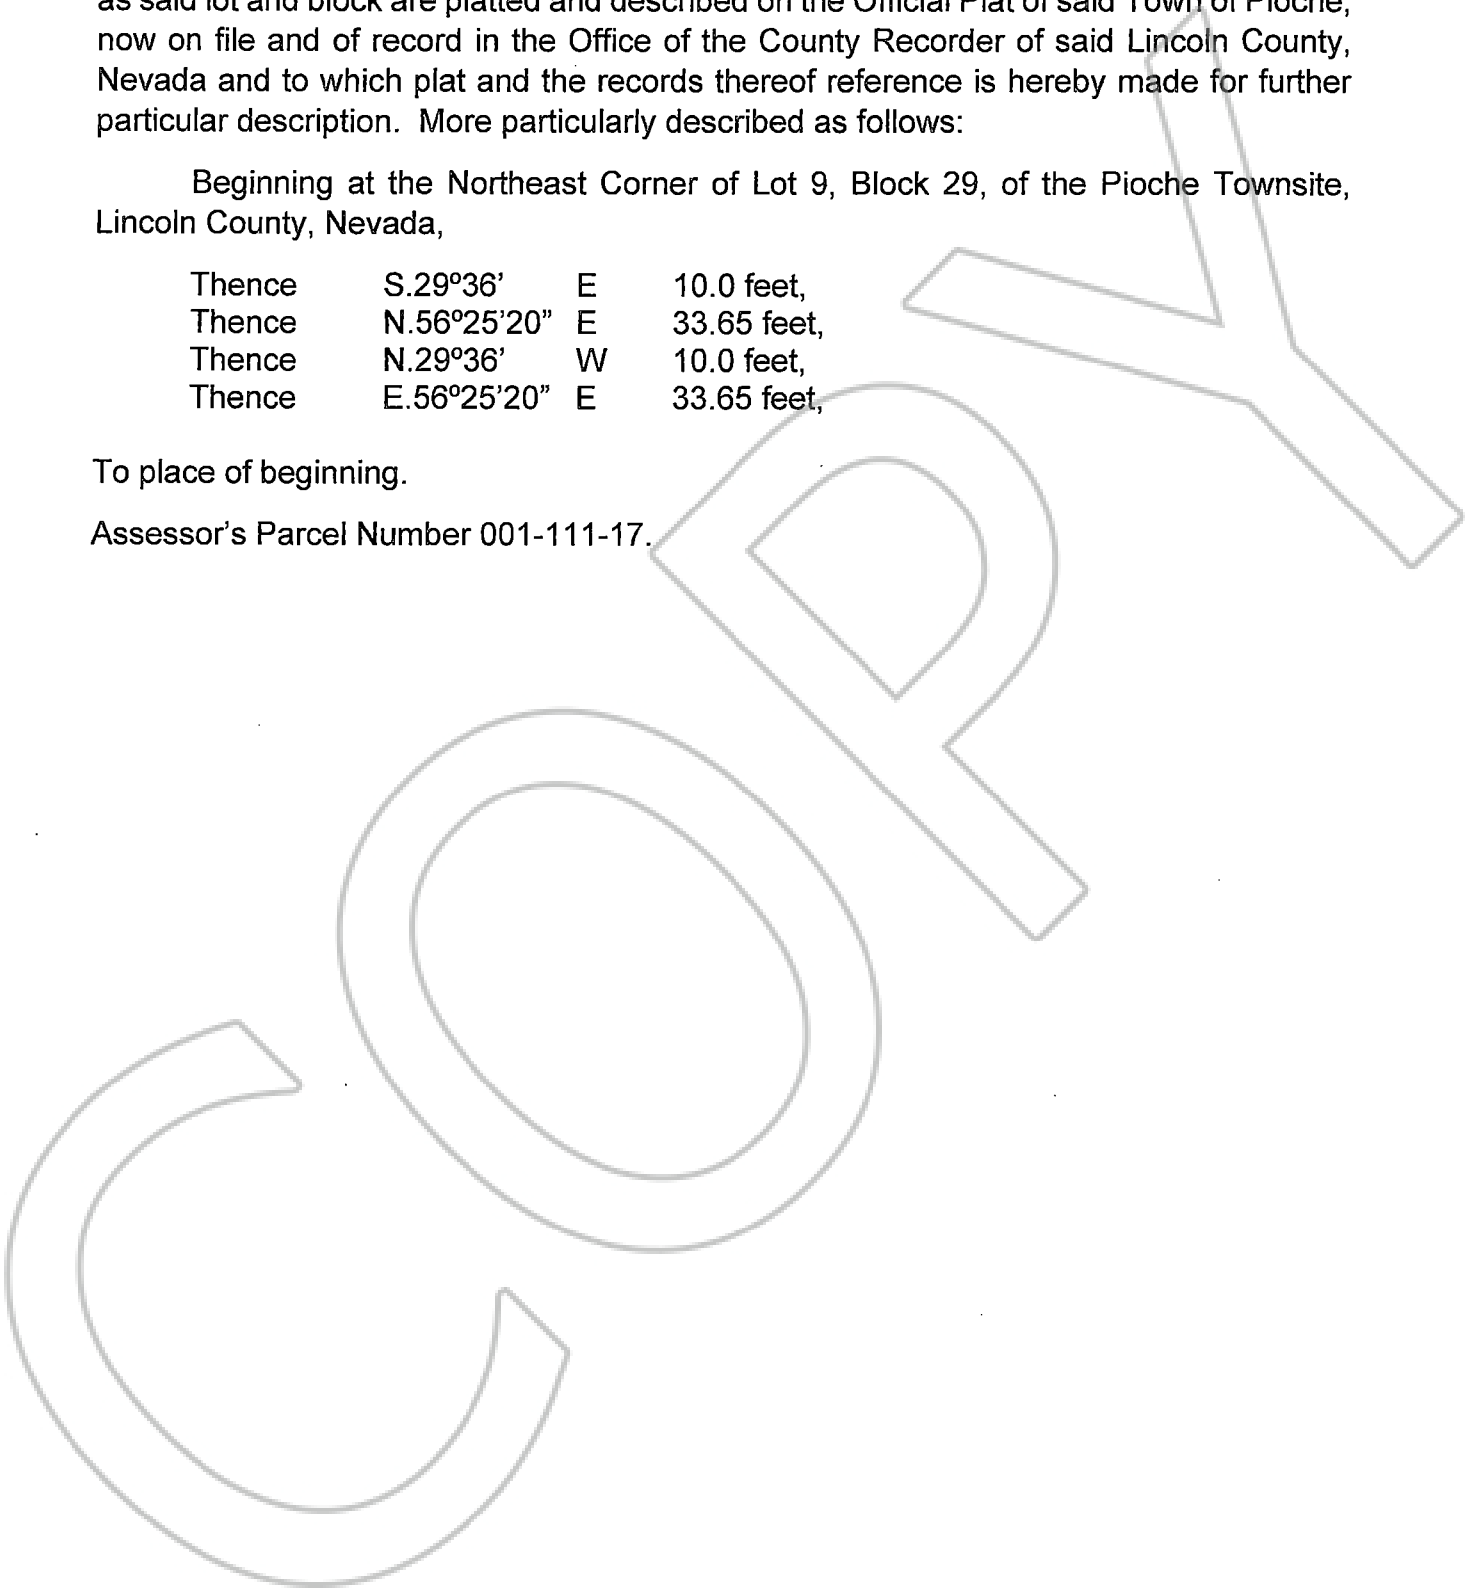 as said lot and block are platted and described on the Official Plat of said Town of Pioche,
now on file and of record in the Office of the County Recorder of said Lincoln County,
Nevada and to which plat and the records thereof reference is hereby made for further
particular description. More particularly described as follows:
Beginning at the Northeast Corner of Lot 9, Block 29, of the Pioche Townsite,
Lincoln County, Nevada,
Thence S.29º36’ E 10.0 feet,
Thence N.56º25’20” E 33.65 feet,
Thence N.29º36’ W 10.0 feet,
Thence E.56º25’20” E 33.65 feet,
To place of beginning.
Assessor’s Parcel Number 001-111-17.
COPY